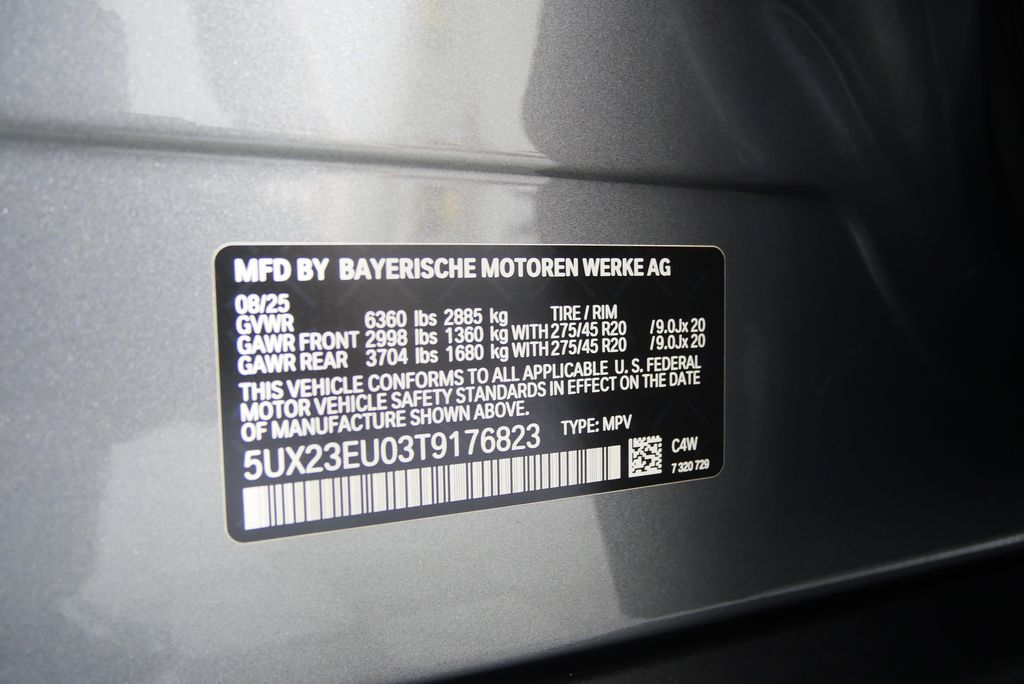 MFD BY BAYERISCHE MOTOREN WERKE AG
08/25 TIRE / RIM
GVWR 6360 lbs 2885 kg
GAWR FRONT 2998 lbs 1360 kg WITH 275/45 R20 / 9.0Jx 20
GAWR REAR 3704 lbs 1680 kg WITH 275/45 R20 / 9.0Jx 20
THIS VEHICLE CONFORMS TO ALL APPLICABLE U. S. FEDERAL
MOTOR VEHICLE SAFETY STANDARDS IN EFFECT ON THE DATE
OF MANUFACTURE SHOWN ABOVE.
5UX23EU03T9176823 TYPE: MPV
C4W
7 320 729